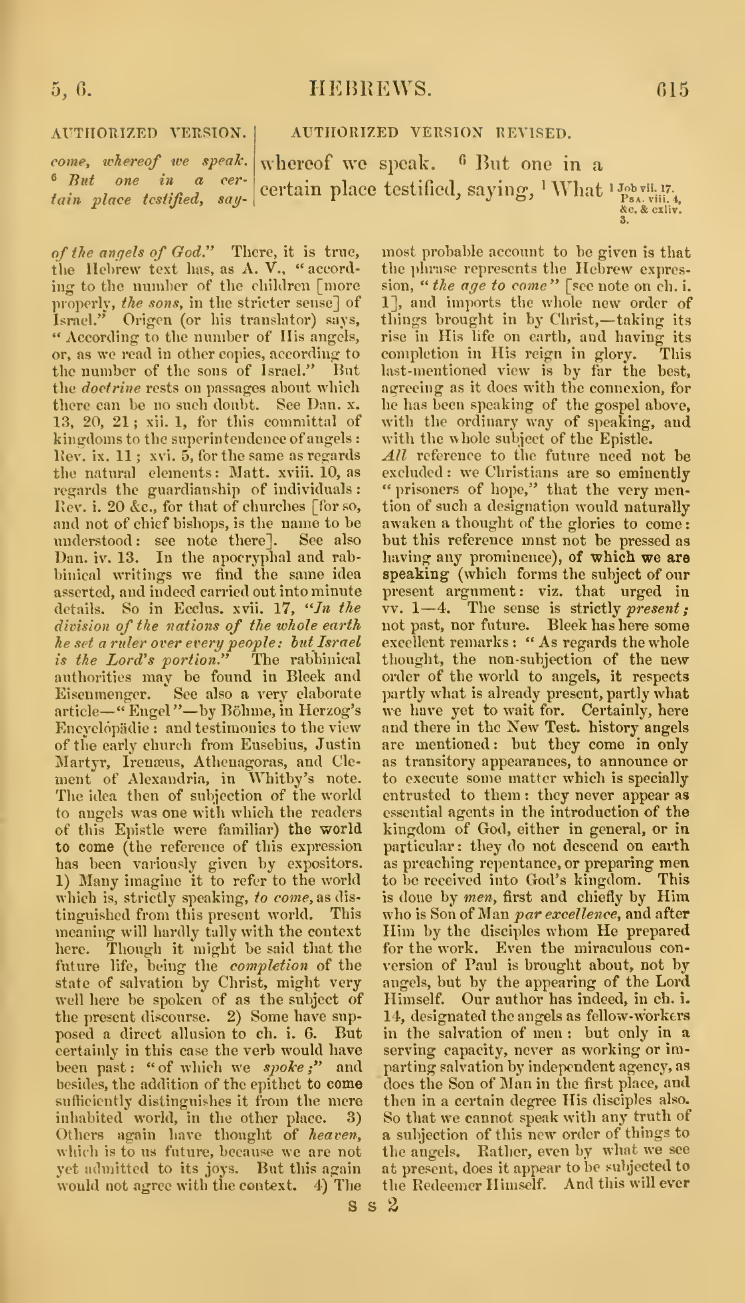 5, 6.
HEBREWS.
615
AUTHORIZED VERSION.
come, whereof we speak.
6 But one in a cer-
tain place testified, say-
AUTHORIZED VERSION REVISED.
whereof we speak. 6 But one in a
certain place testified, saying, 1 What
1 Job vii. 17.
Psa. viii. 4,
&c. & cxliv.
3.
of the angels of God." There, it is true,
the Hebrew text has, as A. V., "accord-
ing to the number of the children [more
properly, the sons, in the stricter sense] of
Israel." Origen (or his translator) says,
"According to the number of His angels,
or, as we read in other copies, according to
the number of the sons of Israel." But
the doctrine rests on passages about which
there can be no such doubt. See Dan. x.
13, 20, 21; xii. 1, for this committal of
kingdoms to the superintendence of angels:
Rev. ix. 11; xvi. 5, for the same as regards
the natural elements: Matt. xviii. 10, as
regards the guardianship of individuals:
Rev. i. 20 &c., for that of churches [for so,
and not of chief bishops, is the name to be
understood: see note there]. See also
Dan. iv. 13. In the apocryphal and rab-
binical writings we find the same idea
asserted, and indeed carried out into minute
details. So in Ecclus. xvii. 17, "In the
division of the nations of the whole earth
he set a ruler over every people: but Israel
is the Lord's portion." The rabbinical
authorities may be found in Bleek and
Eisenmenger. See also a very elaborate
article—"Engel"—by Böhme, in Herzog's
Encyclópädie: and testimonies to the view
of the early church from Eusebius, Justin
Martyr, Irenæus, Athenagoras, and Cle-
ment of Alexandria, in Whitby's note.
The idea then of subjection of the world
to angels was one with which the readers
of this Epistle were familiar) the world
to come (the reference of this expression
has been variously given by expositors.
1) Many imagine it to refer to the world
which is, strictly speaking, to come, as dis-
tinguished from this present world. This
meaning will hardly tally with the context
here. Though it might be said that the
future life, being the completion of the
state of salvation by Christ, might very
well here be spoken of as the subject of
the present discourse. 2) Some have sup-
posed a direct allusion to ch. i. 6. But
certainly in this case the verb would have
been past: "of which we spoke;" and
besides, the addition of the epithet to come
sufficiently distinguishes it from the mere
inhabited world, in the other place. 3)
Others again have thought of heaven,
which is to us future, because we are not
yet admitted to its joys. But this again
would not agree with the context. 4) The
most probable account to be given is that
the phrase represents the Hebrew expres-
sion, "the age to come" [see note on ch. i.
1], and imports the whole new order of
things brought in by Christ,—taking its
rise in His life on earth, and having its
completion in His reign in glory. This
last-mentioned view is by far the best,
agreeing as it does with the connexion, for
he has been speaking of the gospel above,
with the ordinary way of speaking, and
with the whole subject of the Epistle.
All reference to the future need not be
excluded: we Christians are so eminently
"prisoners of hope," that the very men-
tion of such a designation would naturally
awaken a thought of the glories to come:
but this reference must not be pressed as
having any prominence), of which we are
speaking (which forms the subject of our
present argument: viz. that urged in
vv. 1—4. The sense is strictly present;
not past, nor future. Bleek has here some
excellent remarks: "As regards the whole
thought, the non-subjection of the new
order of the world to angels, it respects
partly what is already present, partly what
we have yet to wait for. Certainly, here
and there in the New Test. history angels
are mentioned: but they come in only
as transitory appearances, to announce or
to execute some matter which is specially
entrusted to them: they never appear as
essential agents in the introduction of the
kingdom of God, either in general, or in
particular: they do not descend on earth
as preaching repentance, or preparing men
to be received into God's kingdom. This
is done by men, first and chiefly by Him
who is Son of Man par excellence, and after
Him by the disciples whom He prepared
for the work. Even the miraculous con-
version of Paul is brought about, not by
angels, but by the appearing of the Lord
Himself. Our author has indeed, in ch. i.
14, designated the angels as fellow-workers
in the salvation of men: but only in a
serving capacity, never as working or im-
parting salvation by independent agency, as
does the Son of Man in the first place, and
then in a certain degree His disciples also.
So that we cannot speak with any truth of
a subjection of this new order of things to
the angels. Rather, even by what we see
at present, does it appear to be subjected to
the Redeemer Himself. And this will ever
S S 2